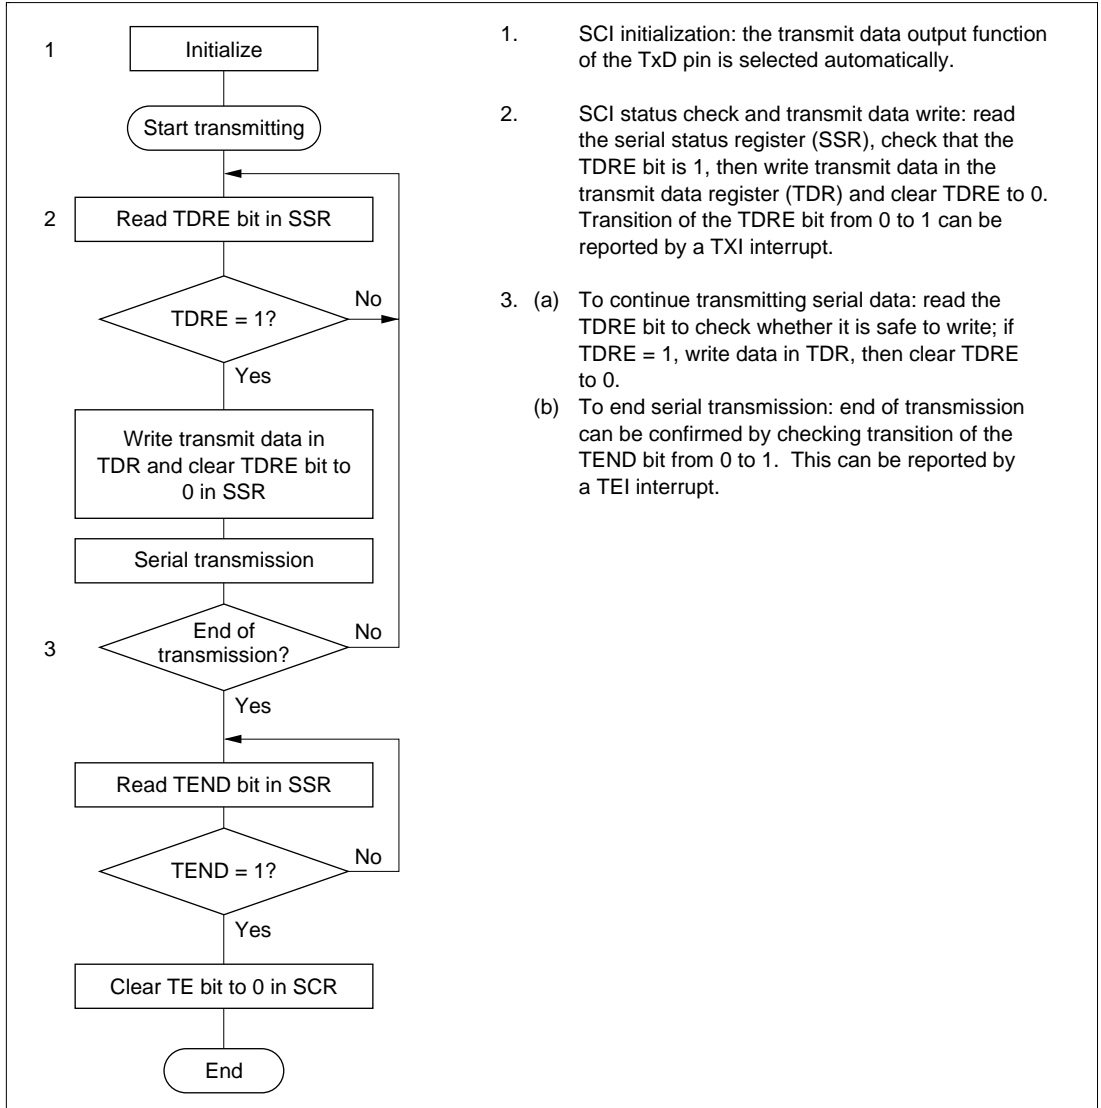 1
Initialize
Start transmitting
2
Read TDRE bit in SSR
TDRE = 1?
No
Yes
Write transmit data in
TDR and clear TDRE bit to
0 in SSR
Serial transmission
3
End of
transmission?
No
Yes
Read TEND bit in SSR
TEND = 1?
No
Yes
Clear TE bit to 0 in SCR
End
1. SCI initialization: the transmit data output function
of the TxD pin is selected automatically.
2. SCI status check and transmit data write: read
the serial status register (SSR), check that the
TDRE bit is 1, then write transmit data in the
transmit data register (TDR) and clear TDRE to 0.
Transition of the TDRE bit from 0 to 1 can be
reported by a TXI interrupt.
3. (a) To continue transmitting serial data: read the
TDRE bit to check whether it is safe to write; if
TDRE = 1, write data in TDR, then clear TDRE
to 0.
(b) To end serial transmission: end of transmission
can be confirmed by checking transition of the
TEND bit from 0 to 1. This can be reported by
a TEI interrupt.